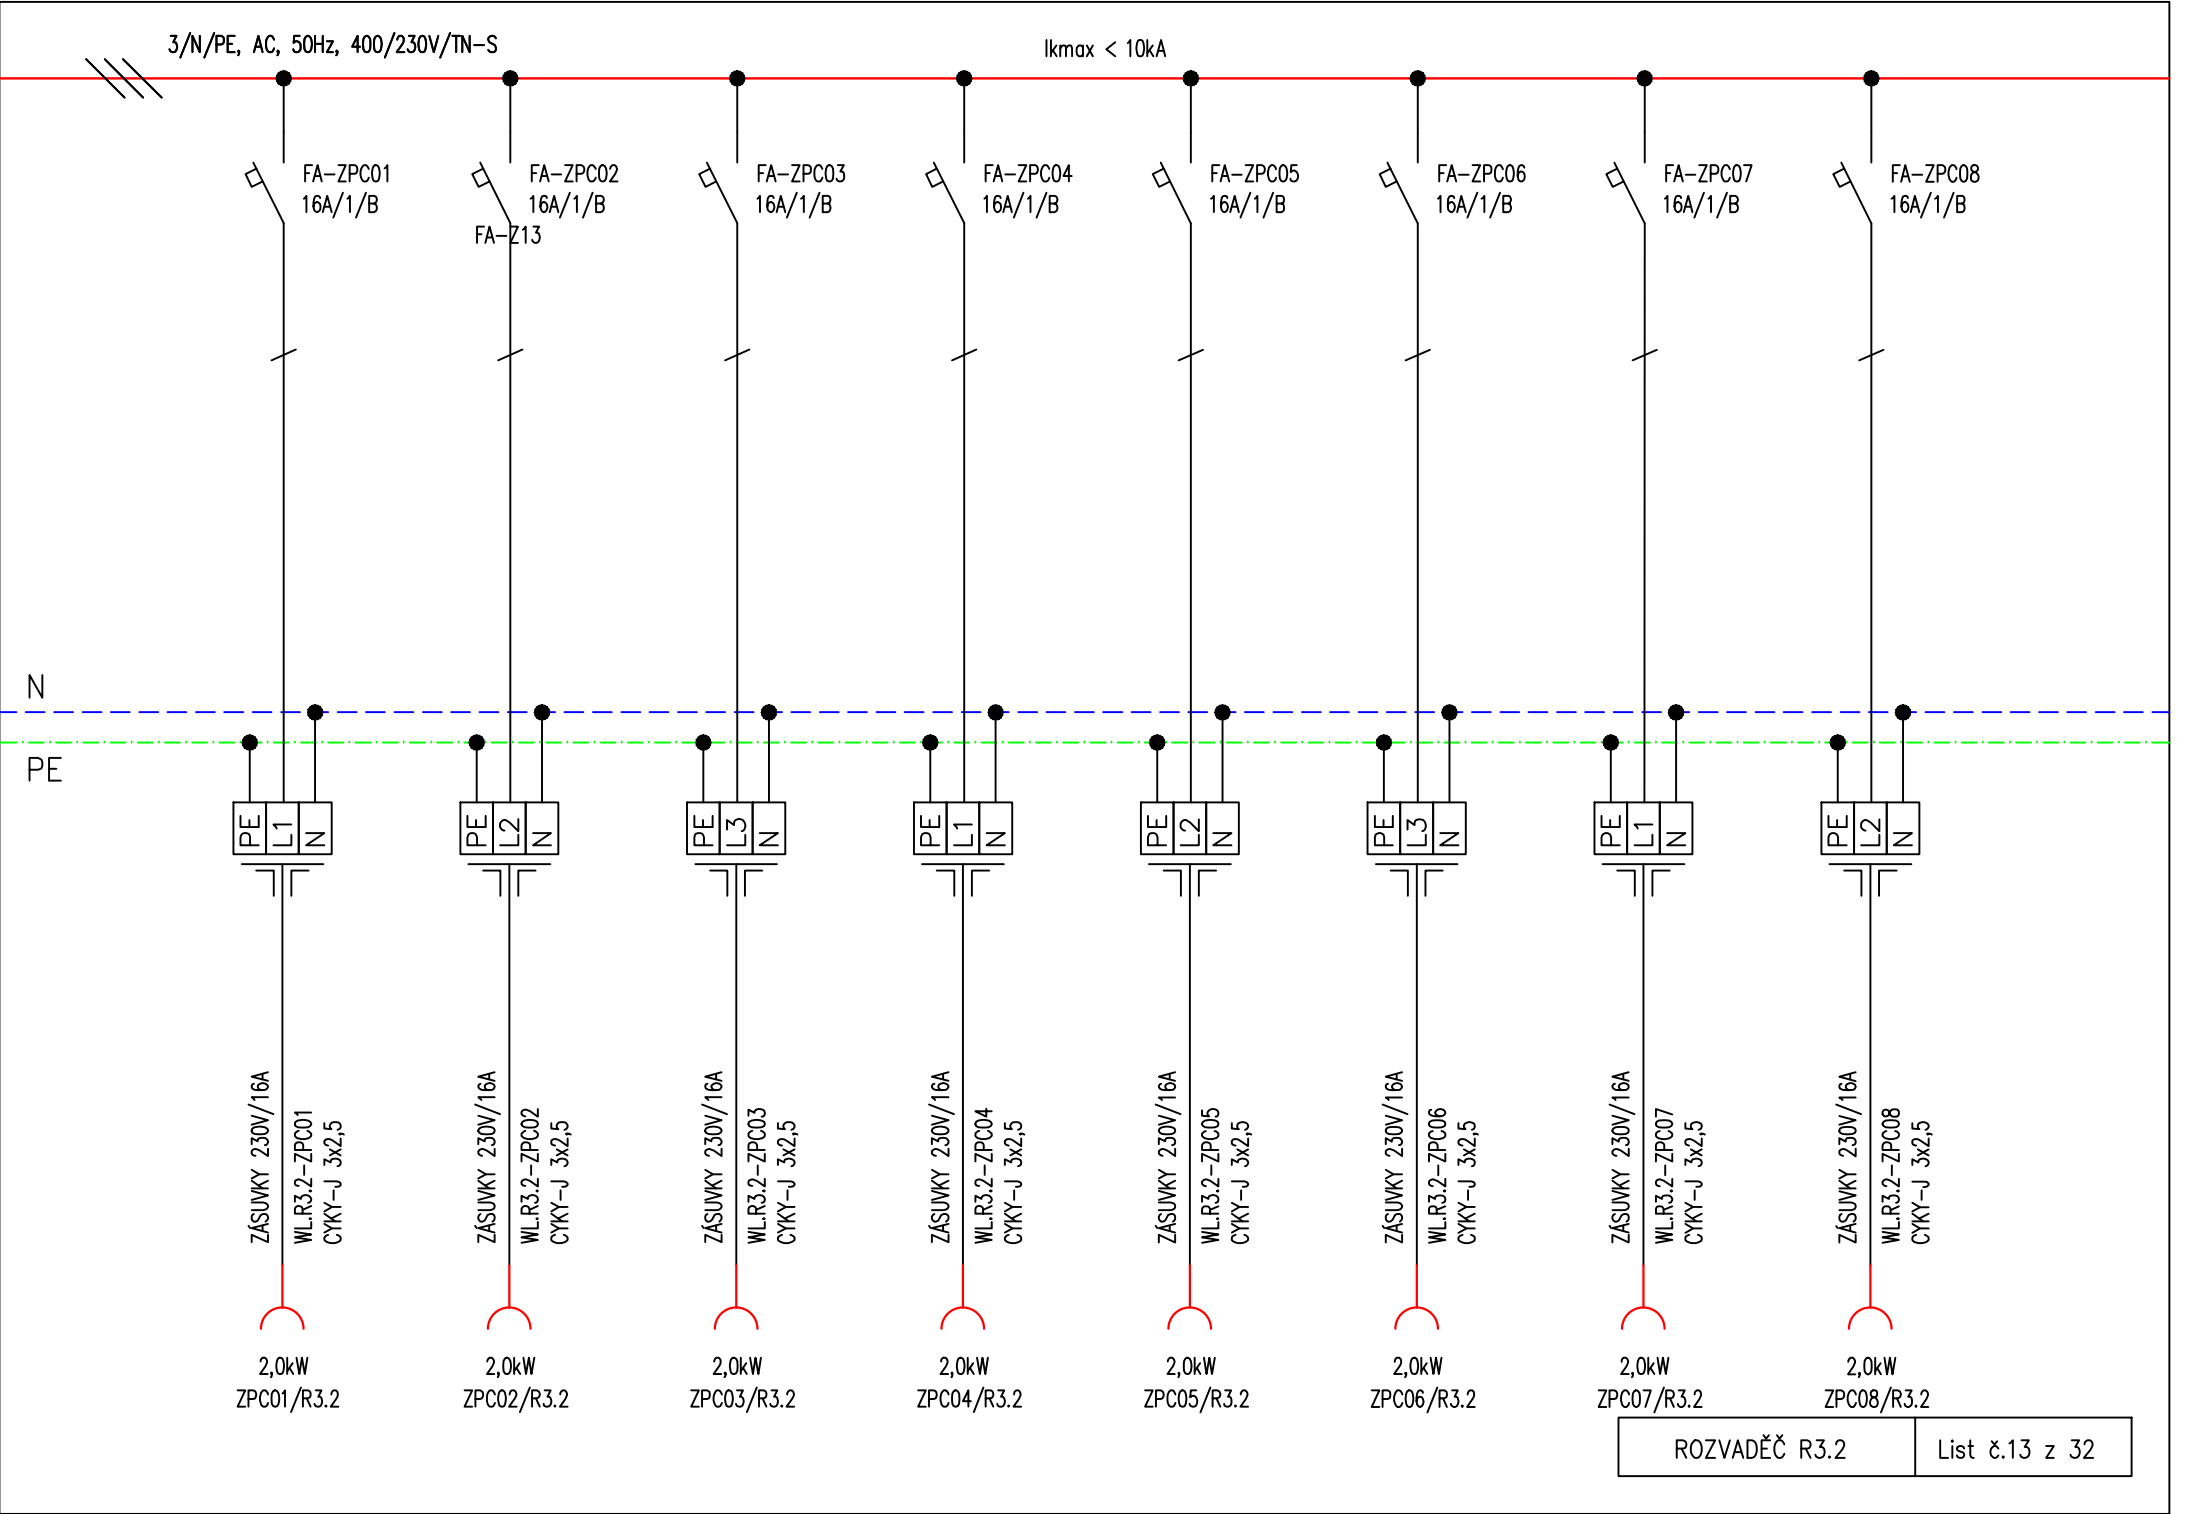 3/N/PE, AC, 50Hz, 400/230V/TN-S
Ikmax < 10kA
FA-ZPC01
16A/1/B
FA-ZPC02
16A/1/B
FA-Z13
FA-ZPC03
16A/1/B
FA-ZPC04
16A/1/B
FA-ZPC05
16A/1/B
FA-ZPC06
16A/1/B
FA-ZPC07
16A/1/B
FA-ZPC08
16A/1/B
N
PE
PE L1 N
PE L2 N
PE L3 N
PE L1 N
PE L2 N
PE L3 N
PE L1 N
PE L2 N
ZÁSUVKY 230V/16A
WL.R3.2-ZPC01
CYKY-J 3x2,5
ZÁSUVKY 230V/16A
WL.R3.2-ZPC02
CYKY-J 3x2,5
ZÁSUVKY 230V/16A
WL.R3.2-ZPC03
CYKY-J 3x2,5
ZÁSUVKY 230V/16A
WL.R3.2-ZPC04
CYKY-J 3x2,5
ZÁSUVKY 230V/16A
WL.R3.2-ZPC05
CYKY-J 3x2,5
ZÁSUVKY 230V/16A
WL.R3.2-ZPC06
CYKY-J 3x2,5
ZÁSUVKY 230V/16A
WL.R3.2-ZPC07
CYKY-J 3x2,5
ZÁSUVKY 230V/16A
WL.R3.2-ZPC08
CYKY-J 3x2,5
2,0kW
ZPC01/R3.2
2,0kW
ZPC02/R3.2
2,0kW
ZPC03/R3.2
2,0kW
ZPC04/R3.2
2,0kW
ZPC05/R3.2
2,0kW
ZPC06/R3.2
2,0kW
ZPC07/R3.2
2,0kW
ZPC08/R3.2
ROZVADĚČ R3.2
List č.13 z 32